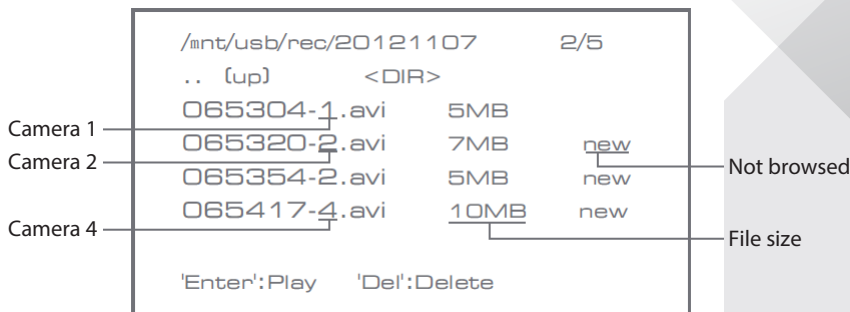 /mnt/usb/rec/20121107 2/5
.. (up) <DIR>
065304-1.avi 5MB
Camera 1
065320-2.avi 7MB new
Camera 2
Not browsed
065354-2.avi 5MB new
065417-4.avi 10MB new
Camera 4
File size
'Enter':Play 'Del':Delete